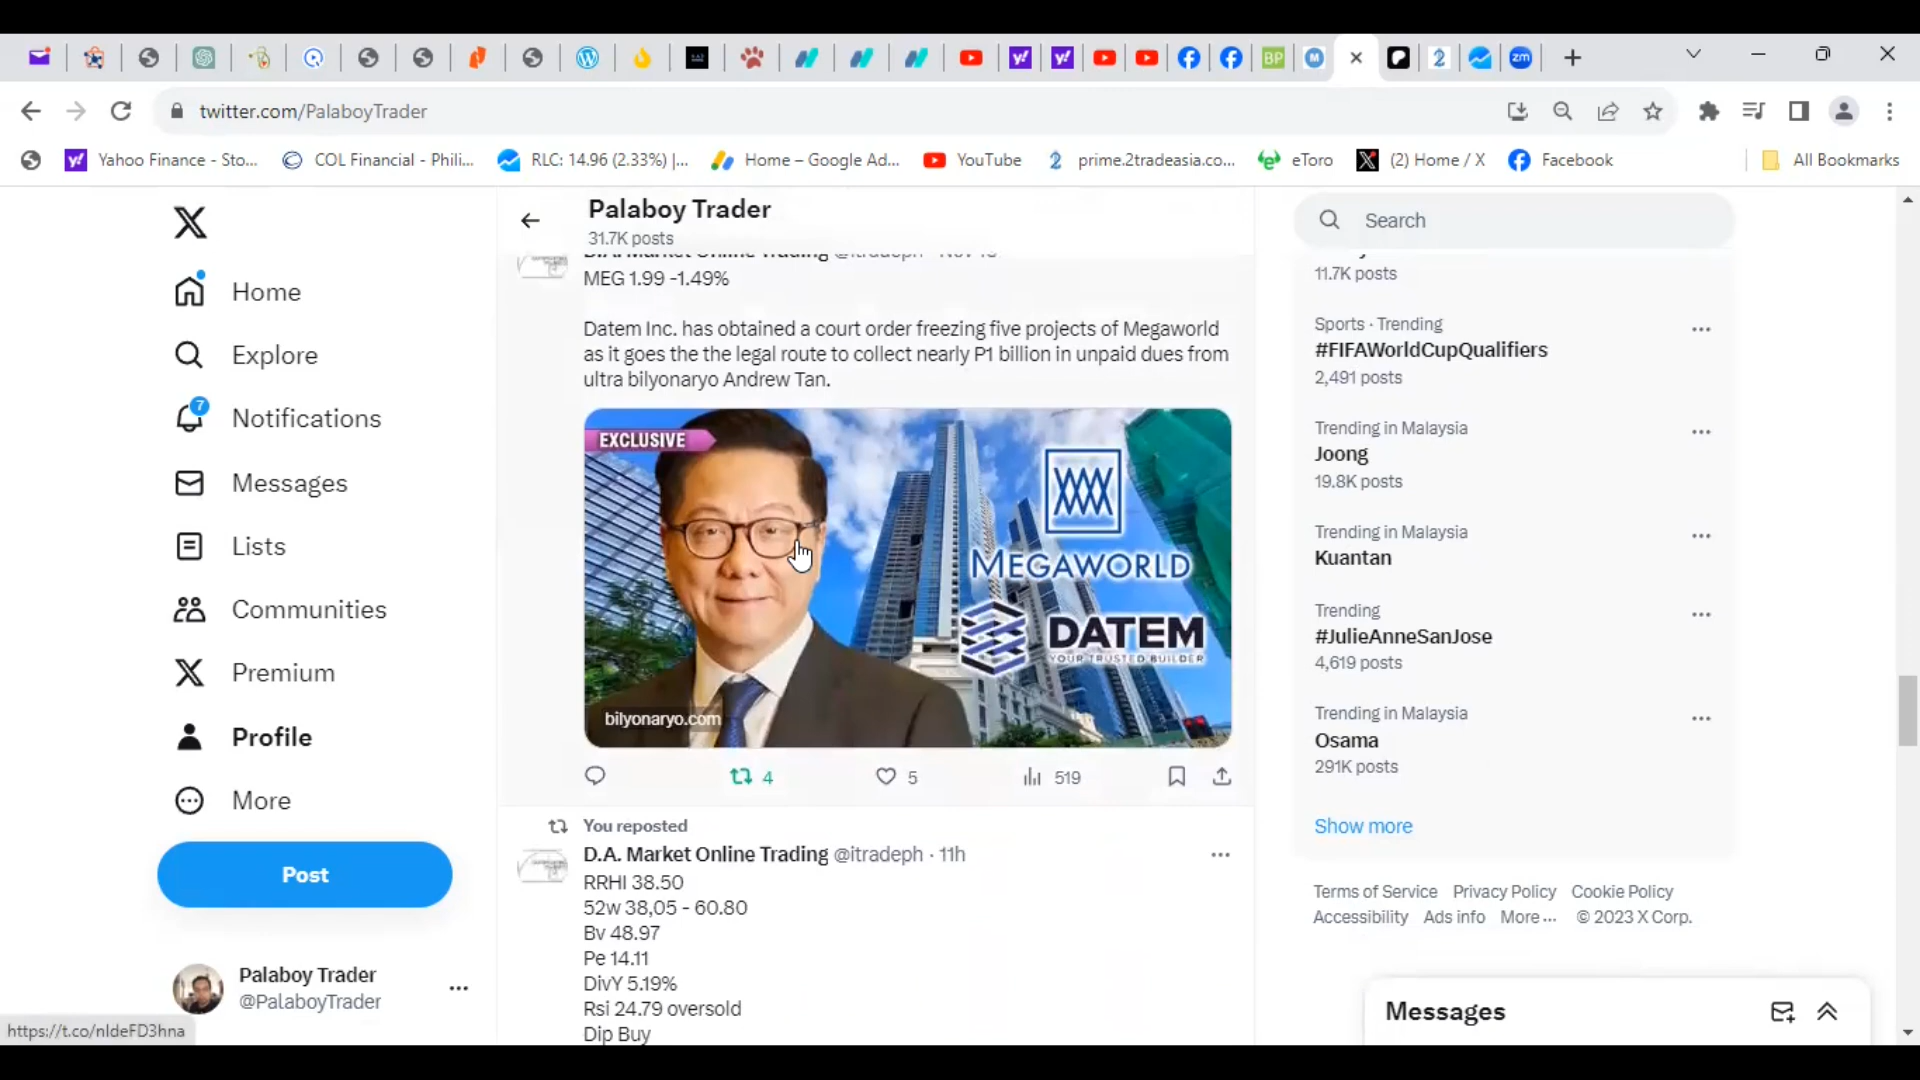 twitter.com/PalaboyTrader
Yahoo Finance - Sto...
COL Financial - Phili...
RLC: 14.96 (2.33%) |...
Home – Google Ad...
YouTube
prime.2tradeasia.co...
eToro
(2) Home / X
Facebook
All Bookmarks
Home
Explore
7
Notifications
Messages
Lists
Communities
Premium
Profile
More
Post
Palaboy Trader
@PalaboyTrader
https://t.co/nIdeFD3hna
Palaboy Trader
31.7K posts
D.A. Market Online Trading @itradeph
MEG 1.99 -1.49%
Datem Inc. has obtained a court order freezing five projects of Megaworld
as it goes the the legal route to collect nearly P1 billion in unpaid dues from
ultra bilyonaryo Andrew Tan.
EXCLUSIVE
MEGAWORLD
DATEM
YOUR TRUSTED BUILDER
bilyonaryo.com
4
5
519
You reposted
D.A. Market Online Trading @itradeph · 11h
RRHI 38.50
52w 38,05 - 60.80
Bv 48.97
Pe 14.11
DivY 5.19%
Rsi 24.79 oversold
Dip Buy
Search
11.7K posts
Sports · Trending
#FIFAWorldCupQualifiers
2,491 posts
Trending in Malaysia
Joong
19.8K posts
Trending in Malaysia
Kuantan
Trending
#JulieAnneSanJose
4,619 posts
Trending in Malaysia
Osama
291K posts
Show more
Terms of Service Privacy Policy Cookie Policy
Accessibility Ads info More ··· © 2023 X Corp.
Messages